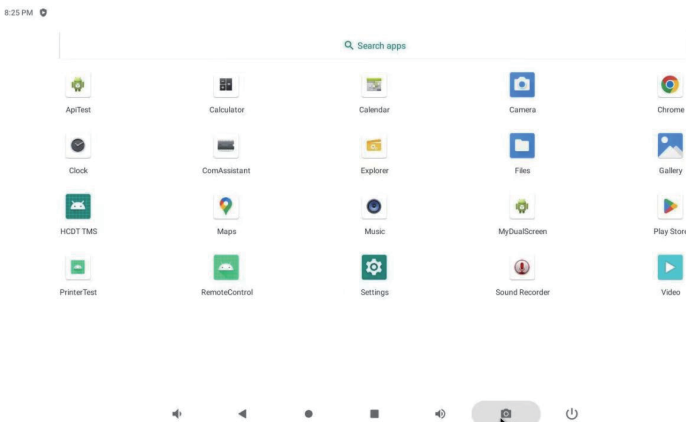 8:25 PM
Search apps
ApiTest
Calculator
Calendar
Camera
Chrome
Clock
ComAssistant
Explorer
Files
Gallery
HCDT TMS
Maps
Music
MyDualScreen
Play Store
PrinterTest
RemoteControl
Settings
Sound Recorder
Video